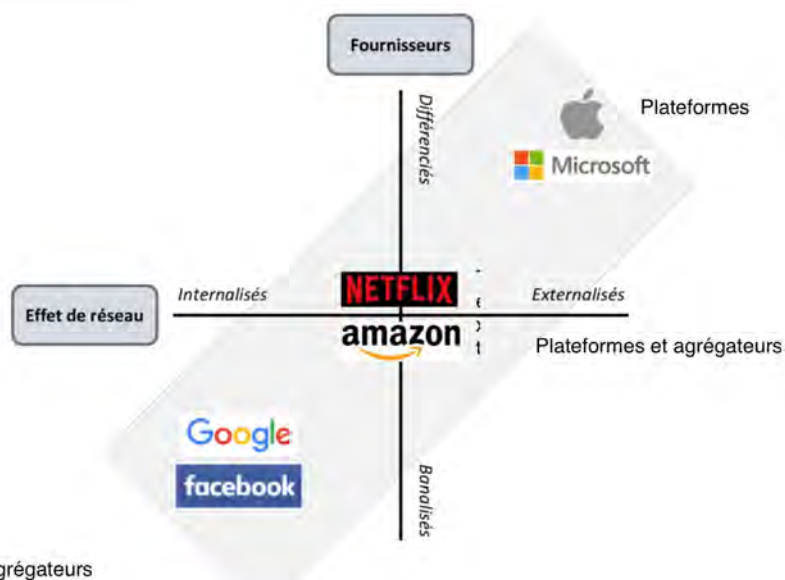 Fournisseurs
Différenciés
Plateformes
Microsoft
NETFLIX
Internalisés
Externalisés
Effet de réseau
amazon
Plateformes et agrégateurs
Google
facebook
Banalisés
grégateurs